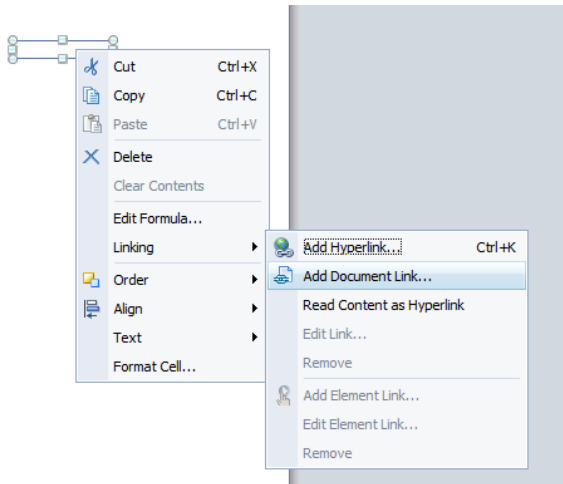 Cut Ctrl+X
Copy Ctrl+C
Paste Ctrl+V
Delete
Clear Contents
Edit Formula...
Linking
Order
Align
Text
Format Cell...
Add Hyperlink... Ctrl+K
Add Document Link...
Read Content as Hyperlink
Edit Link...
Remove
Add Element Link...
Edit Element Link...
Remove